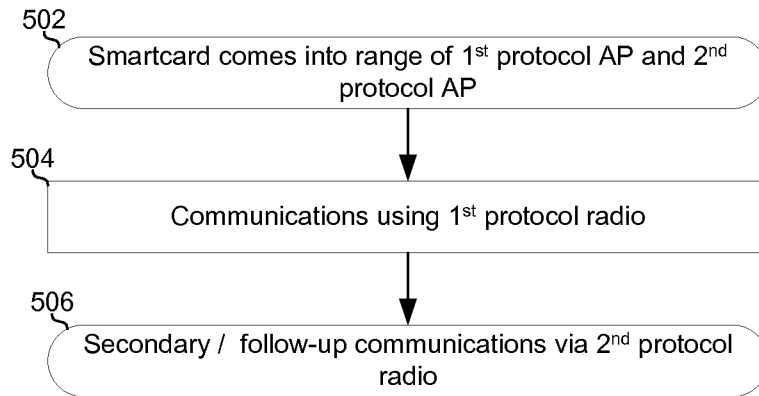 502
Smartcard comes into range of 1st protocol AP and 2nd
protocol AP
504
Communications using 1st protocol radio
506
Secondary / follow-up communications via 2nd protocol
radio